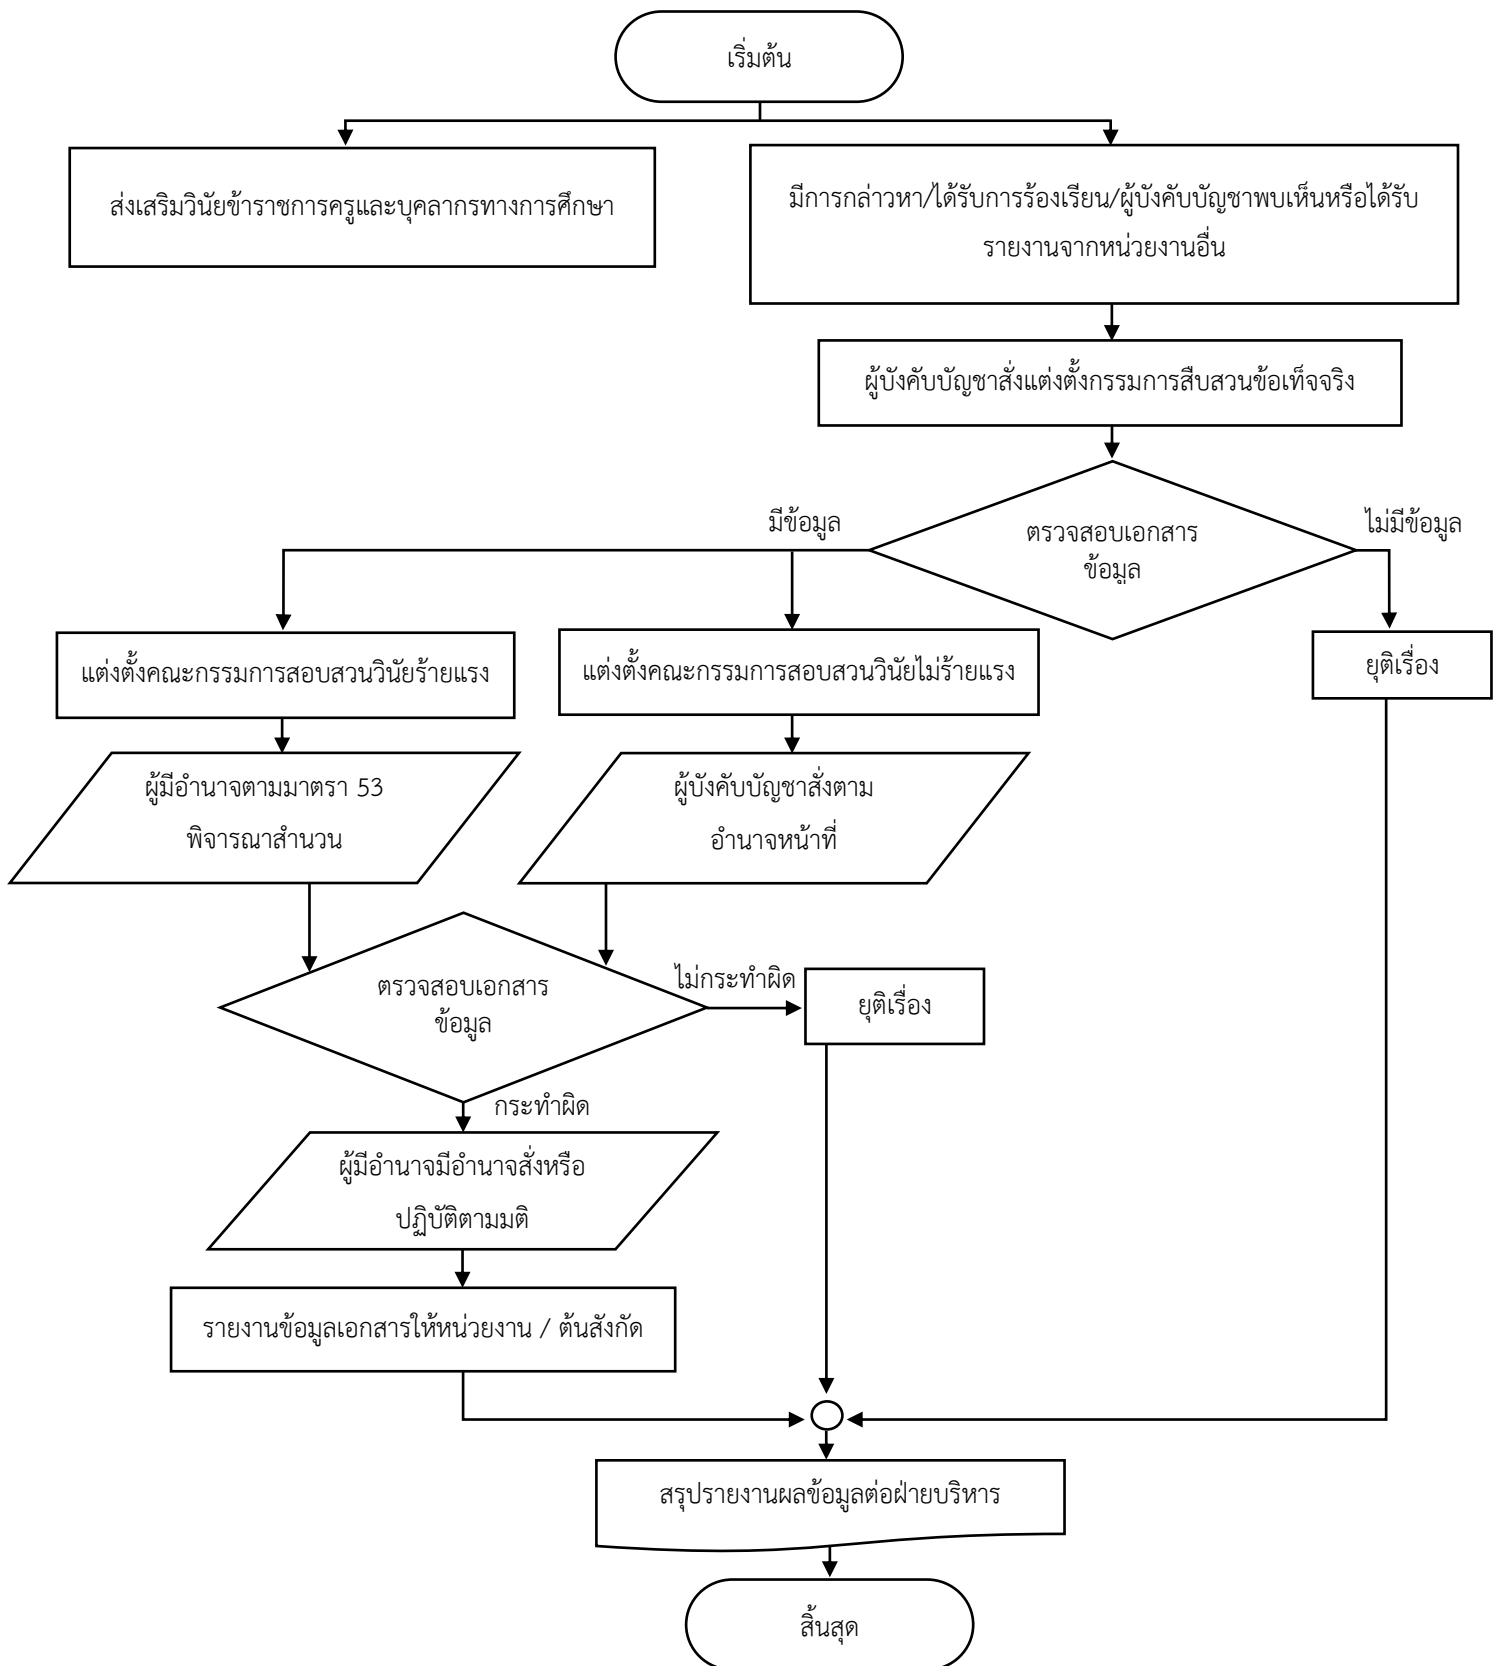 เริ่มต้น
ส่งเสริมวินัยข้าราชการครูและบุคลากรทางการศึกษา
มีการกล่าวหา/ได้รับการร้องเรียน/ผู้บังคับบัญชาพบเห็นหรือได้รับ
รายงานจากหน่วยงานอื่น
ผู้บังคับบัญชาสั่งแต่งตั้งกรรมการสืบสวนข้อเท็จจริง
มีข้อมูล
ตรวจสอบเอกสาร
ข้อมูล
ไม่มีข้อมูล
แต่งตั้งคณะกรรมการสอบสวนวินัยร้ายแรง
แต่งตั้งคณะกรรมการสอบสวนวินัยไม่ร้ายแรง
ยุติเรื่อง
ผู้มีอำนาจตามมาตรา 53
พิจารณาสำนวน
ผู้บังคับบัญชาสั่งตาม
อำนาจหน้าที่
ตรวจสอบเอกสาร
ข้อมูล
ไม่กระทำผิด
ยุติเรื่อง
กระทำผิด
ผู้มีอำนาจมีอำนาจสั่งหรือ
ปฏิบัติตามมติ
รายงานข้อมูลเอกสารให้หน่วยงาน / ต้นสังกัด
สรุปรายงานผลข้อมูลต่อฝ่ายบริหาร
สิ้นสุด